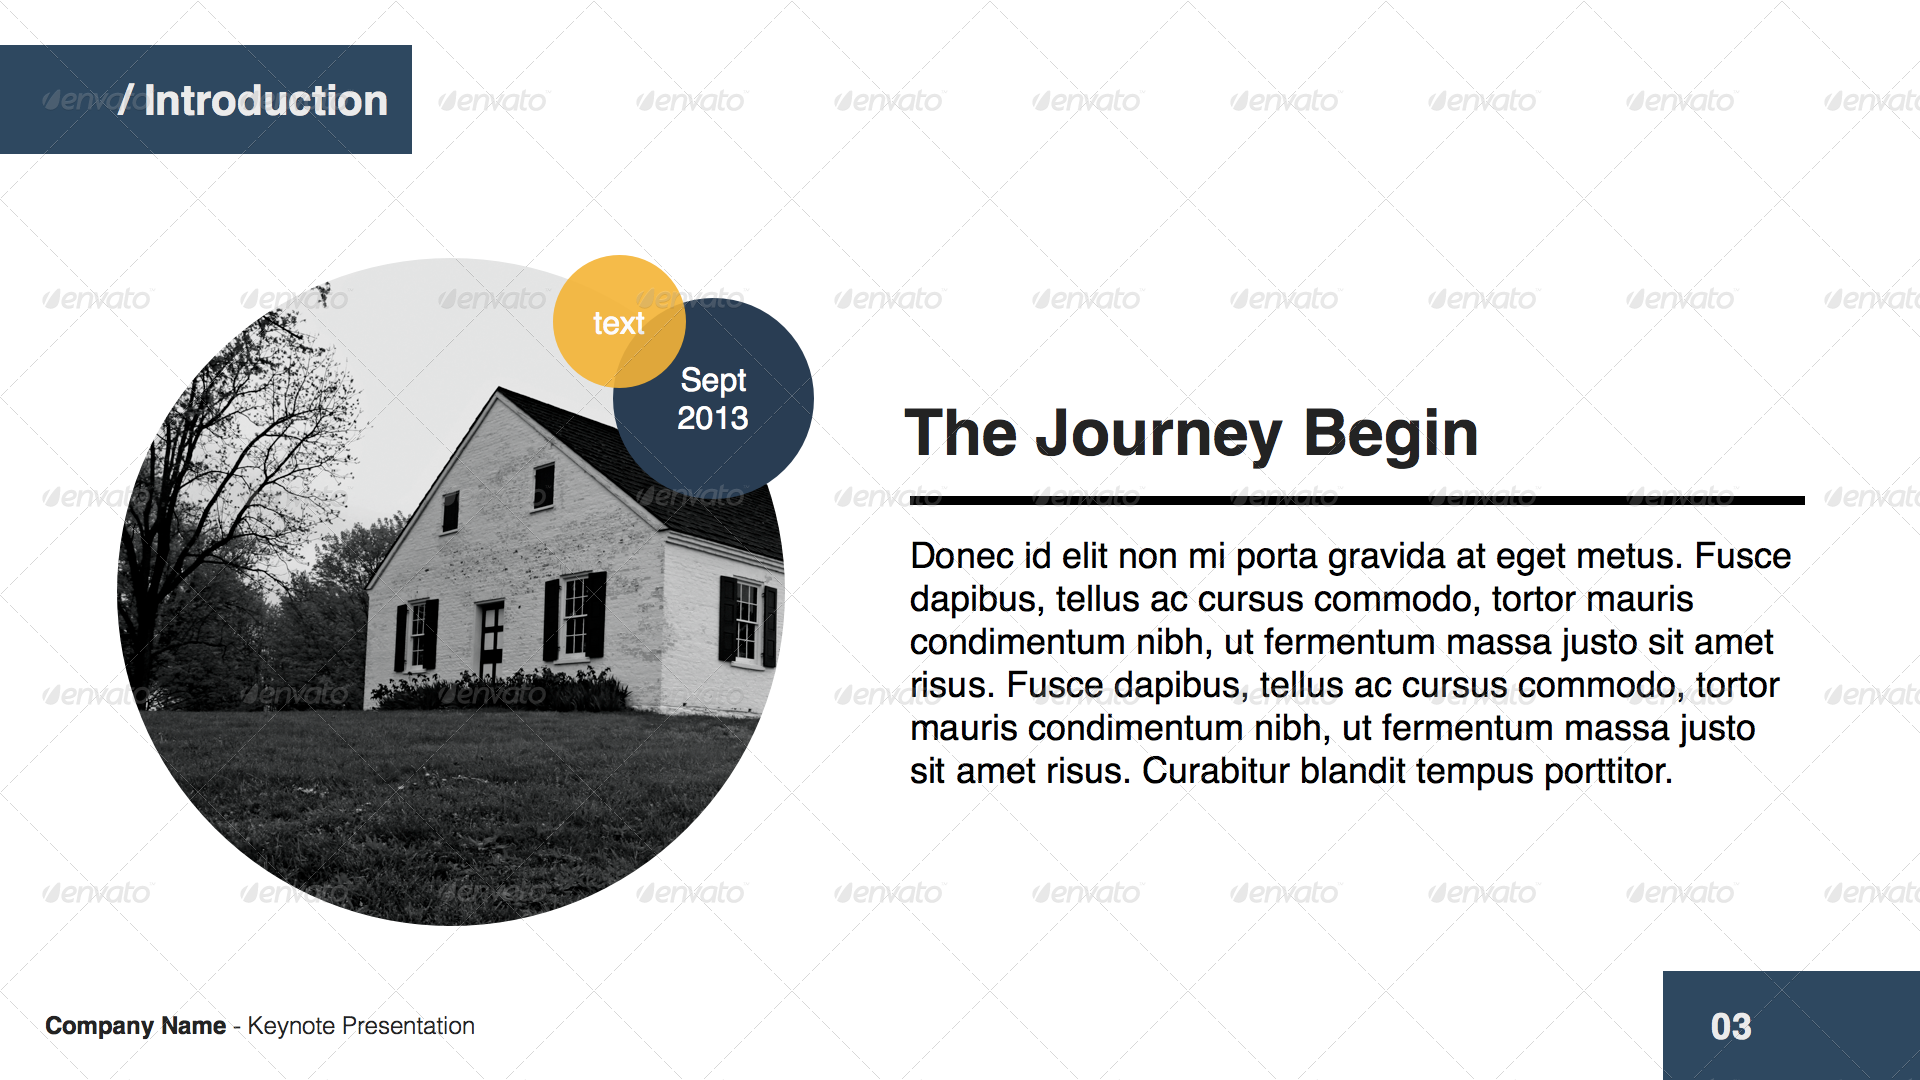 / Introduction
text
Sept
2013
The Journey Begin
Donec id elit non mi porta gravida at eget metus. Fusce
dapibus, tellus ac cursus commodo, tortor mauris
condimentum nibh, ut fermentum massa justo sit amet
risus. Fusce dapibus, tellus ac cursus commodo, tortor
mauris condimentum nibh, ut fermentum massa justo
sit amet risus. Curabitur blandit tempus porttitor.
Company Name - Keynote Presentation
03
envato